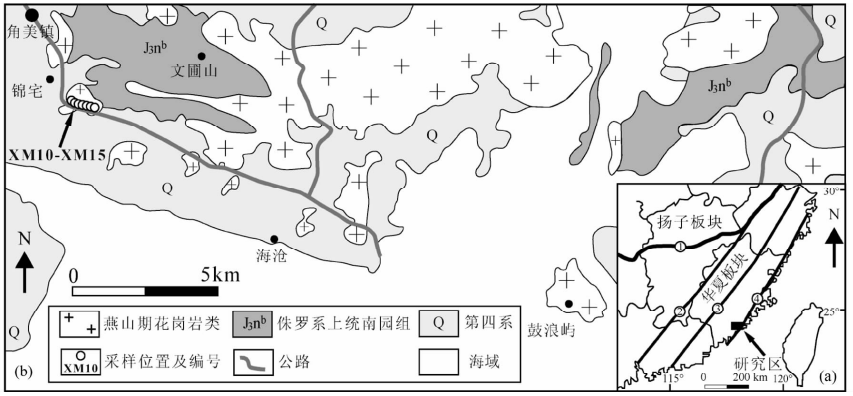 角美镇
J₃nᵇ
文圃山
锦宅
XM10-XM15
Q
Q
J₃nᵇ
Q
Q
Q
Q
N
海沧
0 5km
鼓浪屿
燕山期花岗岩类
J₃nᵇ 侏罗系上统南园组
Q 第四系
XM10 采样位置及编号
公路
海域
(b)
30°
扬子板块
N
①
华夏板块
② ③ ④
25°
研究区
115° 0 200 km 120°
(a)